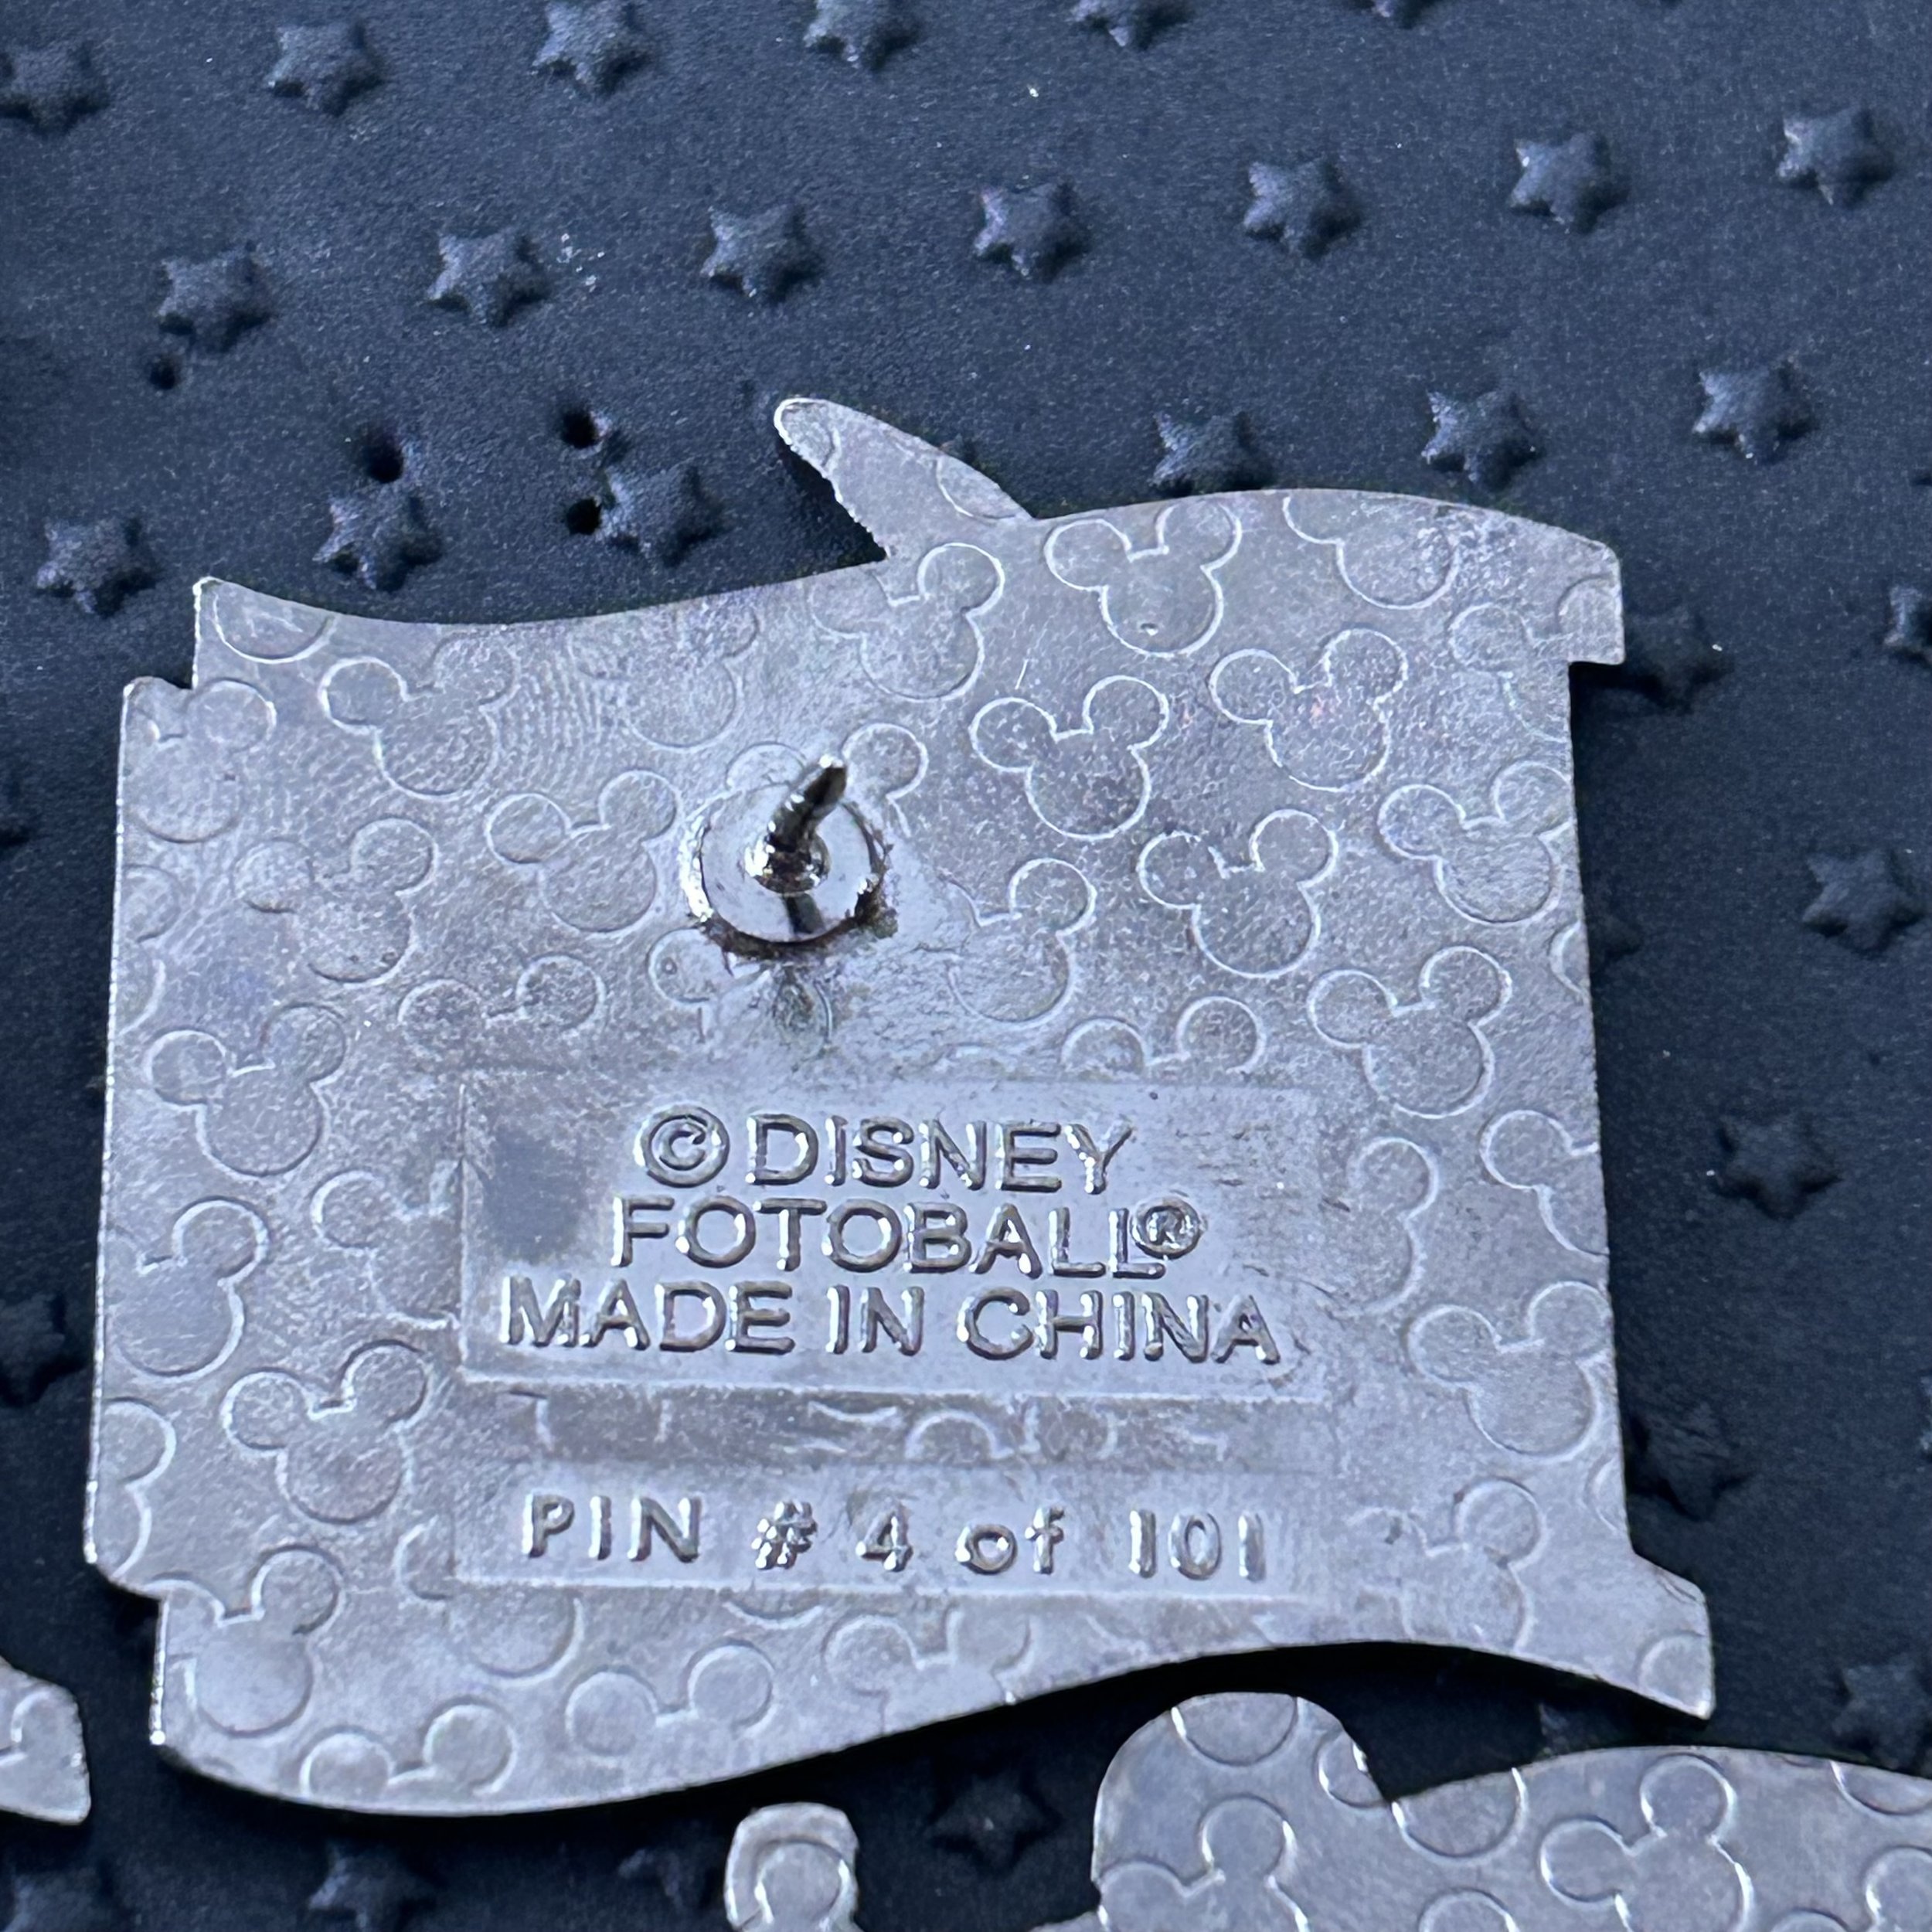 ©DISNEY
FOTOBALL®
MADE IN CHINA
PIN # 4 of 101